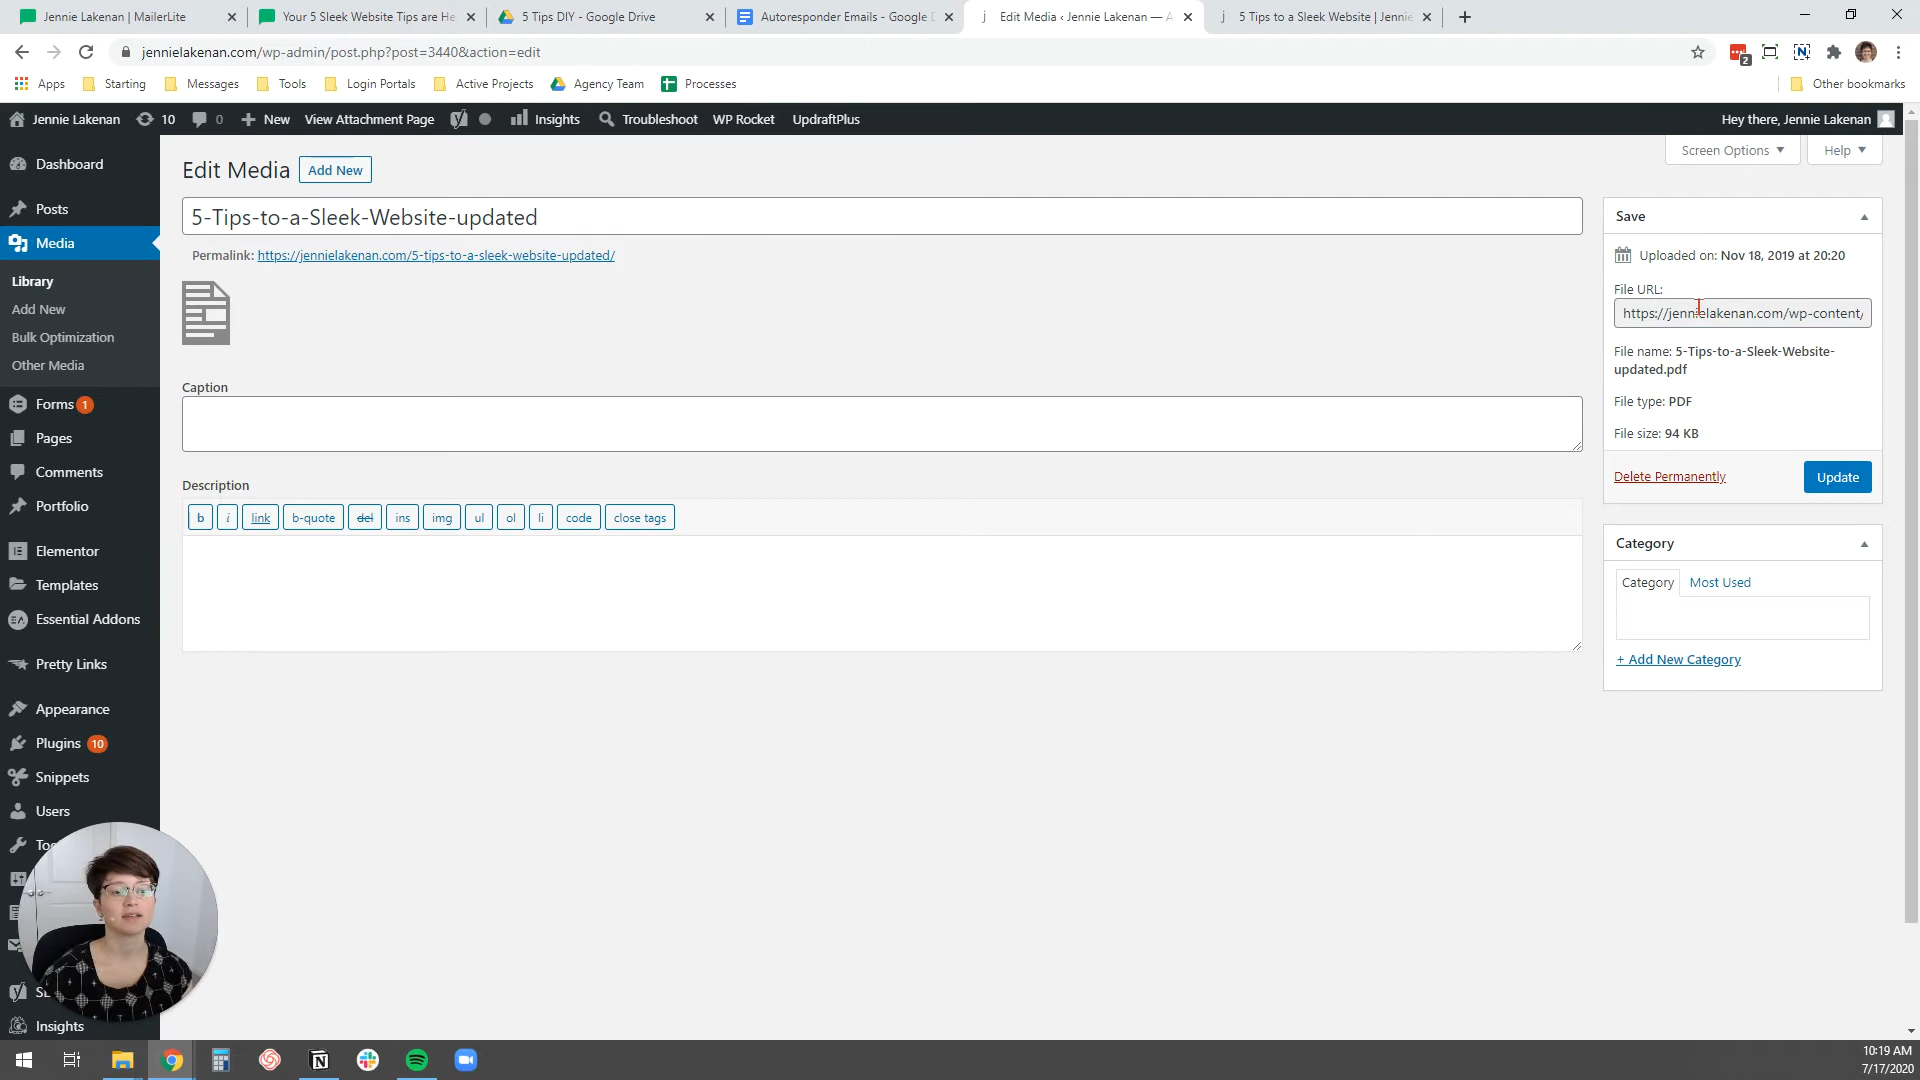 Jennie Lakenan | MailerLite
Your 5 Sleek Website Tips are He
5 Tips DIY - Google Drive
Autoresponder Emails - Google D
Edit Media ‹ Jennie Lakenan — A
5 Tips to a Sleek Website | Jennie
jennielakenan.com/wp-admin/post.php?post=3440&action=edit
2
Apps
Starting
Messages
Tools
Login Portals
Active Projects
Agency Team
Processes
Other bookmarks
Jennie Lakenan
10
0
New
View Attachment Page
Insights
Troubleshoot
WP Rocket
UpdraftPlus
Hey there, Jennie Lakenan
Screen Options
Help
Dashboard
Posts
Media
Library
Add New
Bulk Optimization
Other Media
Forms 1
Pages
Comments
Portfolio
Elementor
Templates
Essential Addons
Pretty Links
Appearance
Plugins 10
Snippets
Users
Insights
Edit Media
Add New
5-Tips-to-a-Sleek-Website-updated
Permalink: https://jennielakenan.com/5-tips-to-a-sleek-website-updated/
Caption
Description
b
i
link
b-quote
del
ins
img
ul
ol
li
code
close tags
Save
Uploaded on: Nov 18, 2019 at 20:20
File URL:
https://jennielakenan.com/wp-content/
File name: 5-Tips-to-a-Sleek-Website-
updated.pdf
File type: PDF
File size: 94 KB
Delete Permanently
Update
Category
Category
Most Used
+ Add New Category
10:19 AM
7/17/2020